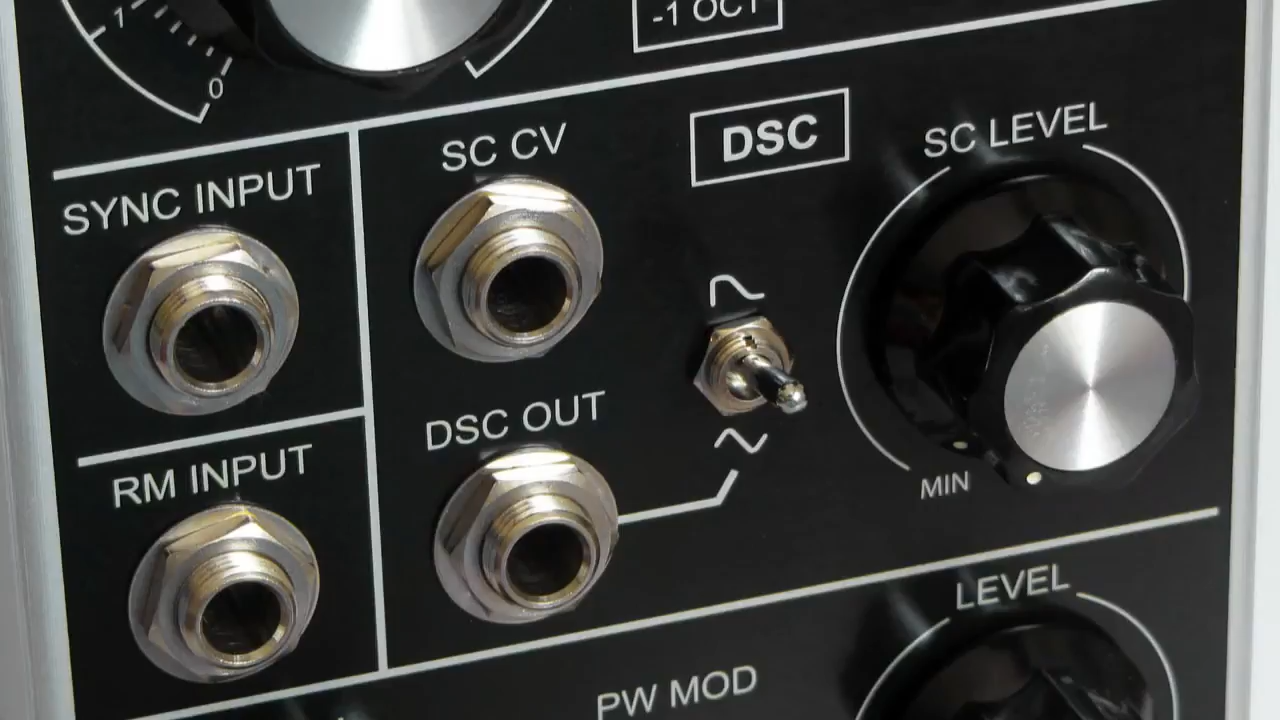 1
0
-1 OCT
SYNC INPUT
SC CV
DSC
SC LEVEL
DSC OUT
RM INPUT
MIN
LEVEL
PW MOD